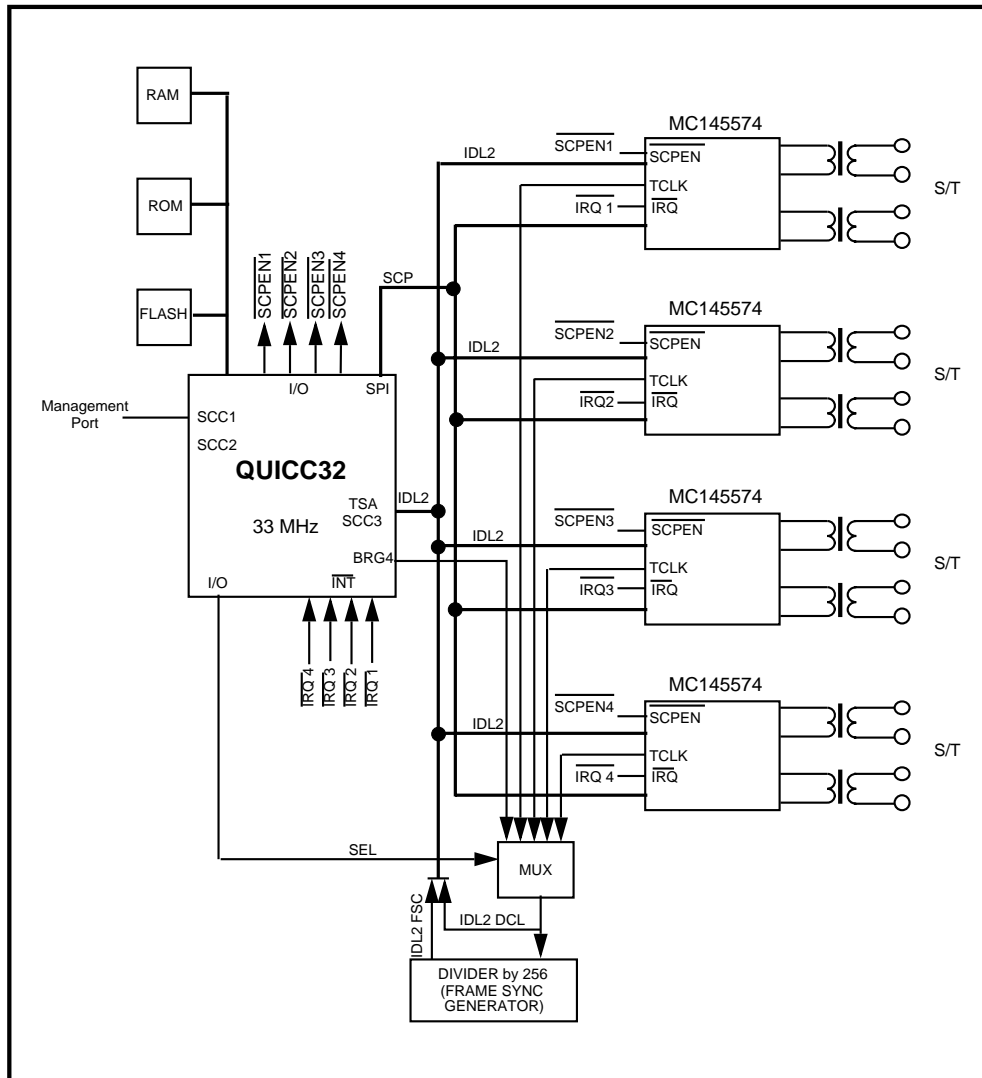 RAM
ROM
FLASH
SCPEN1
SCPEN2
SCPEN3
SCPEN4
SCP
I/O
SPI
Management
Port
SCC1
SCC2
QUICC32
33 MHz
TSA
SCC3
IDL2
BRG4
I/O
INT
IRQ 4
IRQ 3
IRQ 2
IRQ 1
MC145574
IDL2
SCPEN1
SCPEN
TCLK
IRQ 1
IRQ
S/T
MC145574
IDL2
SCPEN2
SCPEN
TCLK
IRQ2
IRQ
S/T
MC145574
IDL2
SCPEN3
SCPEN
TCLK
IRQ3
IRQ
S/T
MC145574
IDL2
SCPEN4
SCPEN
TCLK
IRQ 4
IRQ
S/T
SEL
MUX
IDL2 FSC
IDL2 DCL
DIVIDER by 256
(FRAME SYNC
GENERATOR)